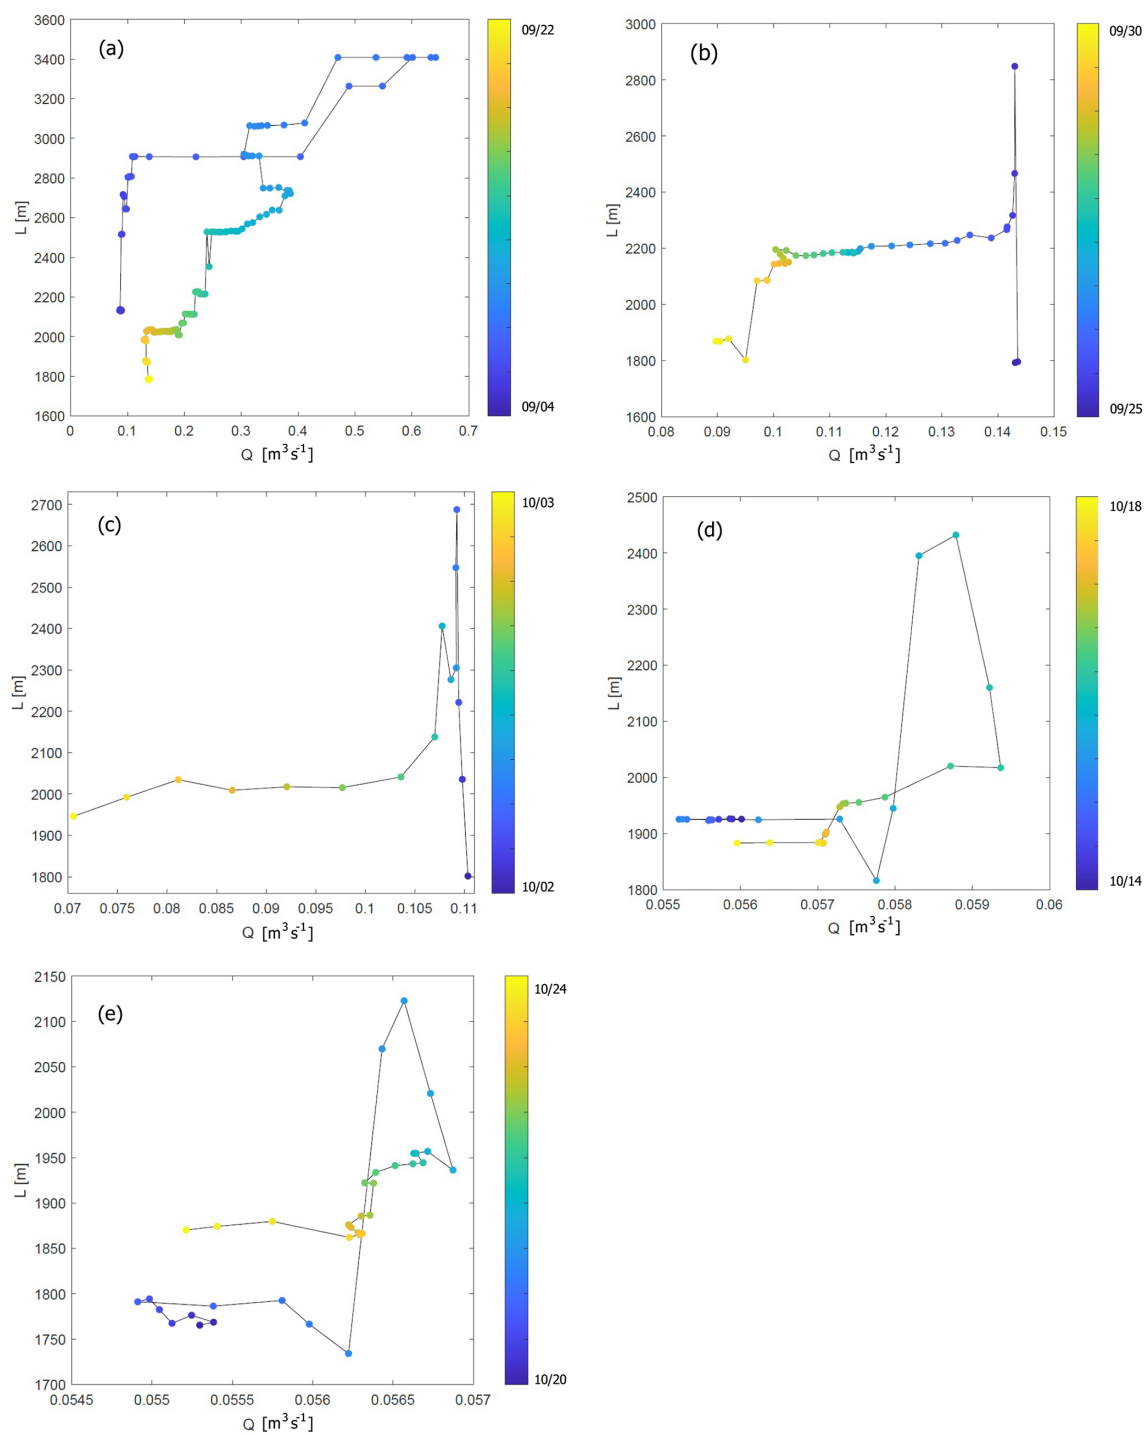 (a)
3600
3400
3200
3000
2800
2600
2400
2200
2000
1800
1600
L [m]
0 0.1 0.2 0.3 0.4 0.5 0.6 0.7
Q [m³s⁻¹]
09/22
09/04
(b)
3000
2800
2600
2400
2200
2000
1800
1600
L [m]
0.08 0.09 0.1 0.11 0.12 0.13 0.14 0.15
Q [m³s⁻¹]
09/30
09/25
(c)
2700
2600
2500
2400
2300
2200
2100
2000
1900
1800
L [m]
0.07 0.075 0.08 0.085 0.09 0.095 0.1 0.105 0.11
Q [m³s⁻¹]
10/03
10/02
(d)
2500
2400
2300
2200
2100
2000
1900
1800
L [m]
0.055 0.056 0.057 0.058 0.059 0.06
Q [m³s⁻¹]
10/18
10/14
(e)
2150
2100
2050
2000
1950
1900
1850
1800
1750
1700
L [m]
0.0545 0.055 0.0555 0.056 0.0565 0.057
Q [m³s⁻¹]
10/24
10/20